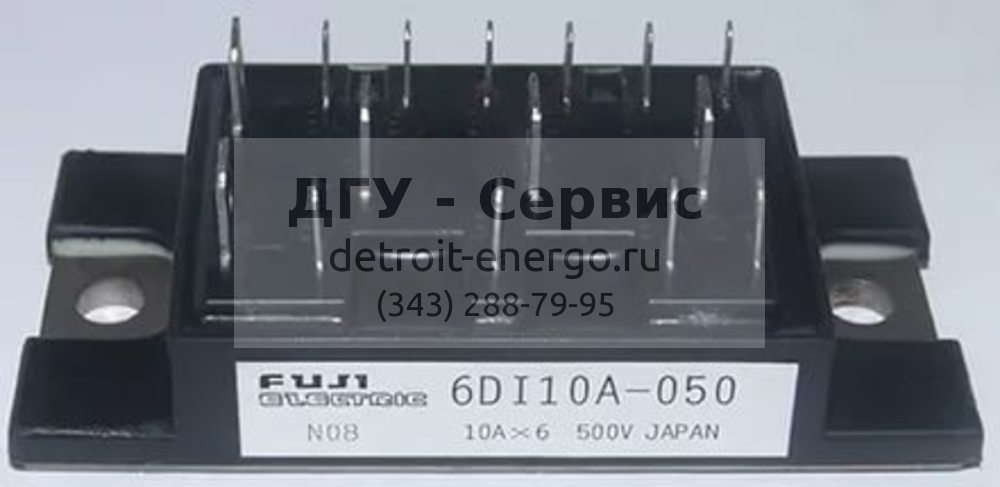 ДГУ - Сервис
detroit-energo.ru
(343) 288-79-95
FUJI ELECTRIC 6DI10A-050
N08 10A×6 500V JAPAN